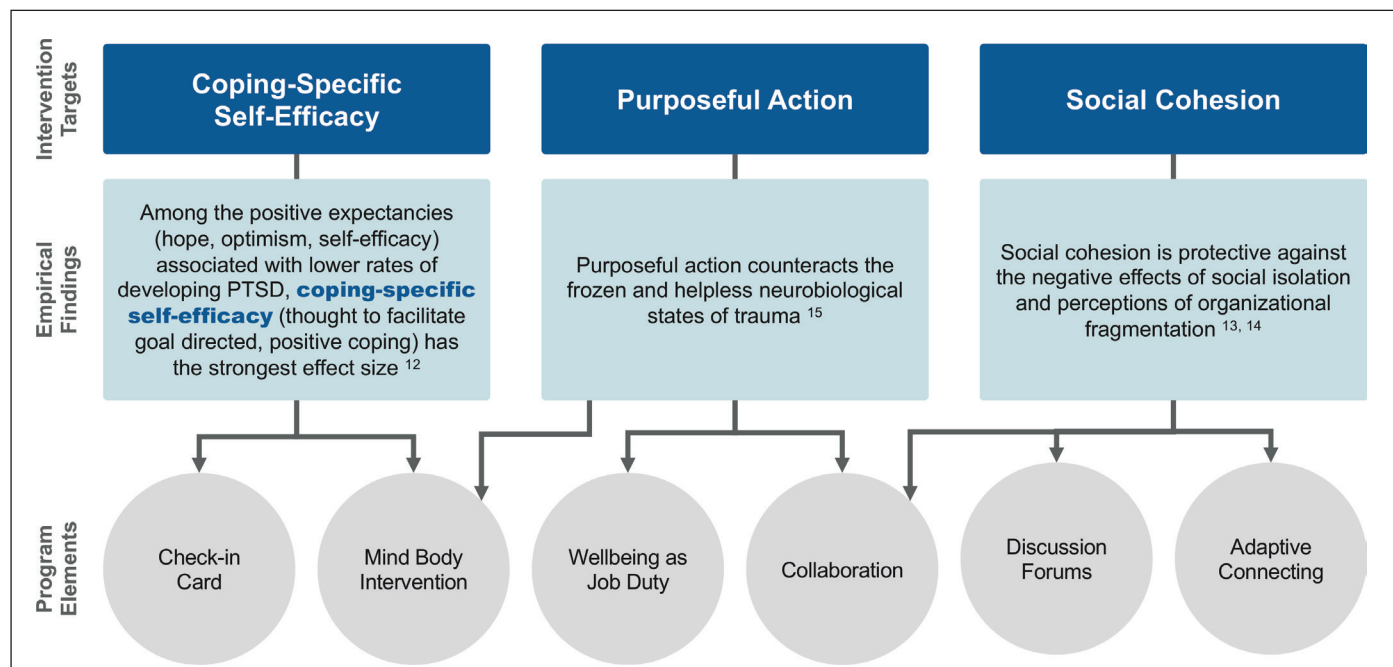 Intervention
Targets
Coping-Specific
Self-Efficacy
Purposeful Action
Social Cohesion
Empirical
Findings
Among the positive expectancies
(hope, optimism, self-efficacy)
associated with lower rates of
developing PTSD, coping-specific
self-efficacy (thought to facilitate
goal directed, positive coping) has
the strongest effect size 12
Purposeful action counteracts the
frozen and helpless neurobiological
states of trauma 15
Social cohesion is protective against
the negative effects of social isolation
and perceptions of organizational
fragmentation 13, 14
Program
Elements
Check-in
Card
Mind Body
Intervention
Wellbeing as
Job Duty
Collaboration
Discussion
Forums
Adaptive
Connecting